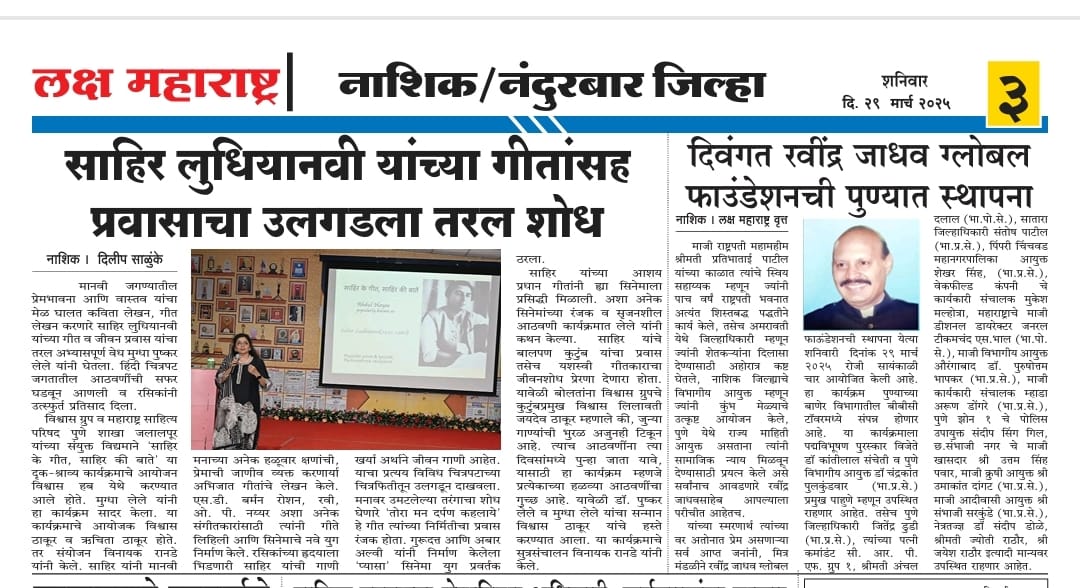 लक्ष महाराष्ट्र
नाशिक/नंदुरबार जिल्हा
शनिवार
दि. २९ मार्च २०२५
३
साहिर लुधियानवी यांच्या गीतांसह
प्रवासाचा उलगडला तरल शोध
नाशिक । दिलीप साळुंके
मानवी जगण्यातील
प्रेमभावना आणि वास्तव यांचा
मेळ घालत कविता लेखन, गीत
लेखन करणारे साहिर लुधियानवी
यांच्या गीत व जीवन प्रवास यांचा
तरल अभ्यासपूर्ण वेध मुग्धा पुष्कर
लेले यांनी घेतला. हिंदी चित्रपट
जगतातील आठवणींची सफर
घडवून आणली व रसिकांनी
उत्स्फूर्त प्रतिसाद दिला.
विश्वास ग्रुप व महाराष्ट्र साहित्य
परिषद पुणे शाखा जलालपूर
यांच्या संयुक्त विद्यमाने 'साहिर
के गीत, साहिर की बाते' या
दृक-श्राव्य कार्यक्रमाचे आयोजन
विश्वास हब येथे करण्यात
आले होते. मुग्धा लेले यांनी
हा कार्यक्रम सादर केला. या
कार्यक्रमाचे आयोजक विश्वास
ठाकूर व ऋचिता ठाकूर होते.
तर संयोजन विनायक रानडे
यांनी केले. साहिर यांनी मानवी
साहिर के गीत, साहिर की बाते
Abdul Hayee
popularly known as
मनाच्या अनेक हळूवार क्षणांची,
प्रेमाची जाणीव व्यक्त करणार्या
अभिजात गीतांचे लेखन केले.
एस.डी. बर्मन रोशन, रवी,
ओ. पी. नय्यर अशा अनेक
संगीतकारांसाठी त्यांनी गीते
लिहिली आणि सिनेमाचे नवे युग
निर्माण केले. रसिकांच्या हृदयाला
भिडणारी साहिर यांची गाणी
खर्या अर्थाने जीवन गाणी आहेत.
याचा प्रत्यय विविध चित्रपटाच्या
चित्रफितीतून उलगडून दाखवला.
मनावर उमटलेल्या तरंगाचा शोध
घेणारे 'तोरा मन दर्पण कहलाये'
हे गीत त्यांच्या निर्मितीचा प्रवास
रंजक होता. गुरूदत्त आणि अबार
अल्वी यांनी निर्माण केलेला
'प्यासा' सिनेमा युग प्रवर्तक
ठरला.
साहिर यांच्या आशय
प्रधान गीतांनी ह्या सिनेमाला
प्रसिद्धी मिळाली. अशा अनेक
सिनेमांच्या रंजक व सृजनशील
आठवणी कार्यक्रमात लेले यांनी
कथन केल्या. साहिर यांचे
बालपण कुटुंब यांचा प्रवास
तसेच यशस्वी गीतकाराचा
जीवनशोध प्रेरणा देणारा होता.
यावेळी बोलतांना विश्वास ग्रुपचे
कुटुंबप्रमुख विश्वास लिलावती
जयदेव ठाकूर म्हणाले की, जुन्या
गाण्यांची भुरळ अजुनही टिकून
आहे. त्याच आठवणींना त्या
दिवसांमध्ये पुन्हा जाता यावे,
यासाठी हा कार्यक्रम म्हणजे
प्रत्येकाच्या हळव्या आठवणींचा
गुच्छ आहे. यावेळी डॉ. पुष्कर
लेले व मुग्धा लेले यांचा सन्मान
विश्वास ठाकूर यांचे हस्ते
करण्यात आला. या कार्यक्रमाचे
सुत्रसंचालन विनायक रानडे यांनी
केले.
दिवंगत रवींद्र जाधव ग्लोबल
फाउंडेशनची पुण्यात स्थापना
नाशिक । लक्ष महाराष्ट्र वृत्त
माजी राष्ट्रपती महामहीम
श्रीमती प्रतिभाताई पाटील
यांच्या काळात त्यांचे स्विय
सहाय्यक म्हणून ज्यांनी
पाच वर्षे राष्ट्रपती भवनात
अत्यंत शिस्तबद्ध पद्धतीने
कार्य केले, तसेच अमरावती
येथे जिल्हाधिकारी म्हणून
ज्यांनी शेतकऱ्यांना दिलासा
देण्यासाठी अहोरात्र कष्ट
घेतले, नाशिक जिल्ह्याचे
विभागीय आयुक्त म्हणून
ज्यांनी कुंभ मेळ्याचे
उत्कृष्ट आयोजन केले,
पुणे येथे राज्य माहिती
आयुक्त असताना त्यांनी
सामाजिक न्याय मिळवून
देण्यासाठी प्रयत्न केले असे
सर्वांनाच आवडणारे रवींद्र
जाधवसाहेब आपल्याला
परीचीत आहेतच.
यांच्या स्मरणार्थ त्यांच्या
वर अतोनात प्रेम असणाऱ्या
सर्व आप्त जनांनी, मित्र
मंडळीने रवींद्र जाधव ग्लोबल
फाऊंडेशनची स्थापना येत्या
शनिवारी दिनांक २९ मार्च
२०२५ रोजी सायंकाळी
चार आयोजित केली आहे.
हा कार्यक्रम पुण्याच्या
बाणेर विभागातील बीबीसी
टॉवरमध्ये संपन्न होणार
आहे. या कार्यक्रमाला
पद्मविभूषण पुरस्कार विजेते
डॉ कांतीलाल संचेती व पुणे
विभागीय आयुक्त डॉ चंद्रकांत
पुलकुंडवार (भा.प्र.से)
प्रमुख पाहुणे म्हणून उपस्थित
राहणार आहेत. तसेच पुणे
जिल्हाधिकारी जितेंद्र डुडी
(भा.प्र.से.), त्यांच्या पत्नी
कमांडंट सी. आर. पी.
एफ. ग्रुप १, श्रीमती अंचल
दलाल (भा.पो.से.), सातारा
जिल्हाधिकारी संतोष पाटील
(भा.प्र.से.), पिंपरी चिंचवड
महानगरपालिका आयुक्त
शेखर सिंह, (भा.प्र.से.),
वेकफील्ड कंपनी चे
कार्यकारी संचालक मुकेश
मल्होत्रा, महाराष्ट्राचे माजी
डीशनल डायरेक्टर जनरल
टीकमचंद एस.भाल (भा.पो.
से.), माजी विभागीय आयुक्त
औरंगाबाद डॉ. पुरुषोत्तम
भापकर (भा.प्र.से.), माजी
कार्यकारी संचालक म्हाडा
अरूण डोंगरे (भा.प्र.से.),
पुणे झोन १ चे पोलिस
उपायुक्त संदीप सिंग गिल,
छ.संभाजी नगर चे माजी
खासदार श्री उत्तम सिंह
पवार, माजी कृषी आयुक्त श्री
उमाकांत दांगट (भा.प्र.से.),
माजी आदीवासी आयुक्त श्री
संभाजी सरकुंडे (भा.प्र.से.),
नेत्रतज्ज्ञ डॉ संदीप डोळे,
श्रीमती ज्योती राठौर, श्री
जयेश राठौर इत्यादी मान्यवर
उपस्थित राहणार आहेत.